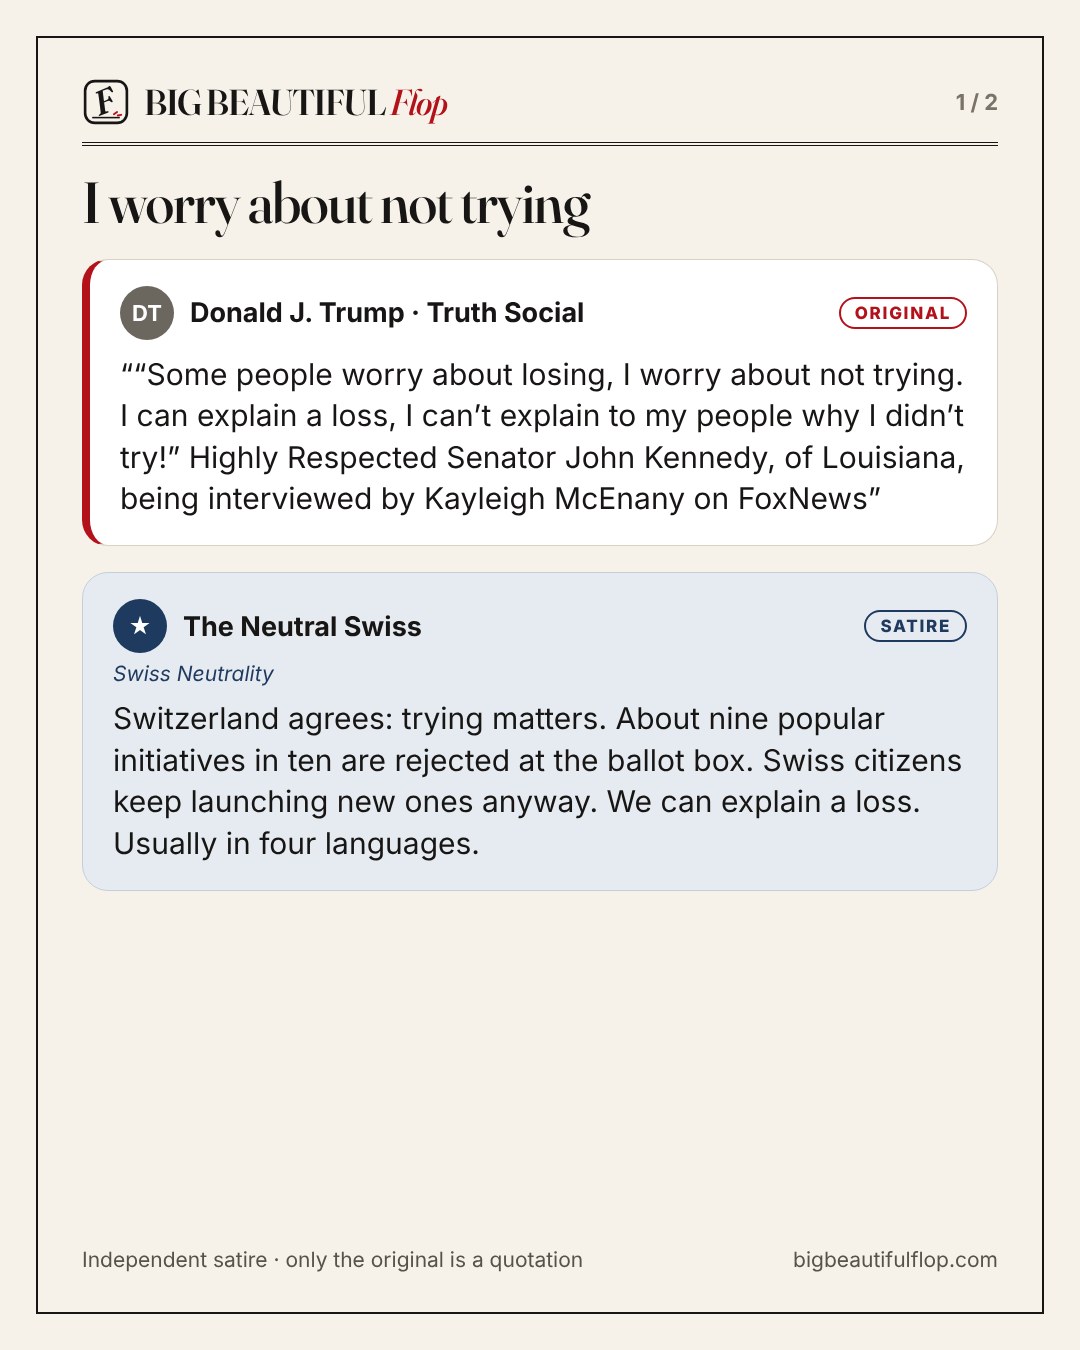 F
BIG BEAUTIFUL Flop
1 / 2
I worry about not trying
DT
Donald J. Trump · Truth Social
ORIGINAL
““Some people worry about losing, I worry about not trying.
I can explain a loss, I can’t explain to my people why I didn’t
try!” Highly Respected Senator John Kennedy, of Louisiana,
being interviewed by Kayleigh McEnany on FoxNews”
The Neutral Swiss
SATIRE
Swiss Neutrality
Switzerland agrees: trying matters. About nine popular
initiatives in ten are rejected at the ballot box. Swiss citizens
keep launching new ones anyway. We can explain a loss.
Usually in four languages.
Independent satire · only the original is a quotation
bigbeautifulflop.com